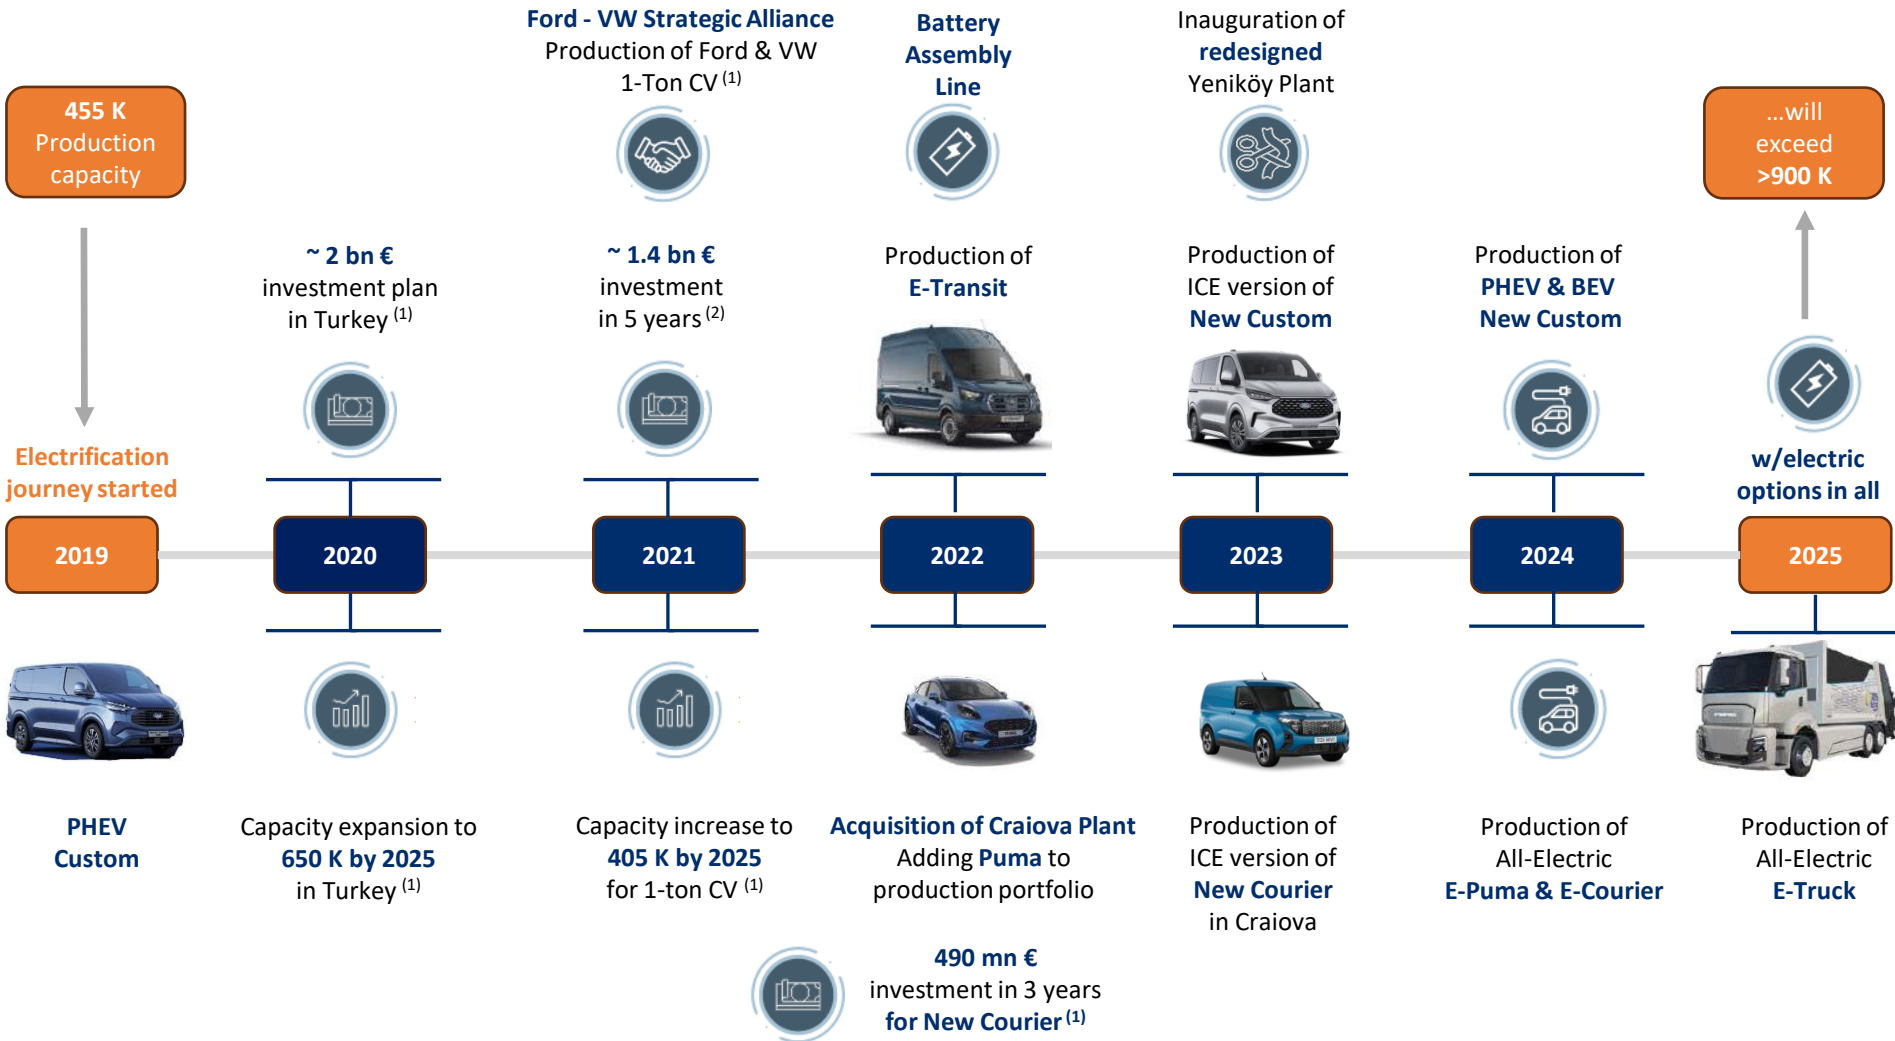 455 K
Production
capacity
Electrification
journey started
2019
PHEV
Custom
~ 2 bn €
investment plan
in Turkey (1)
2020
Capacity expansion to
650 K by 2025
in Turkey (1)
Ford - VW Strategic Alliance
Production of Ford & VW
1-Ton CV (1)
~ 1.4 bn €
investment
in 5 years (2)
2021
Capacity increase to
405 K by 2025
for 1-ton CV (1)
Battery
Assembly
Line
Production of
E-Transit
2022
Acquisition of Craiova Plant
Adding Puma to
production portfolio
490 mn €
investment in 3 years
for New Courier (1)
Inauguration of
redesigned
Yeniköy Plant
Production of
ICE version of
New Custom
2023
Production of
ICE version of
New Courier
in Craiova
Production of
PHEV & BEV
New Custom
2024
Production of
All-Electric
E-Puma & E-Courier
...will
exceed
>900 K
w/electric
options in all
2025
Production of
All-Electric
E-Truck